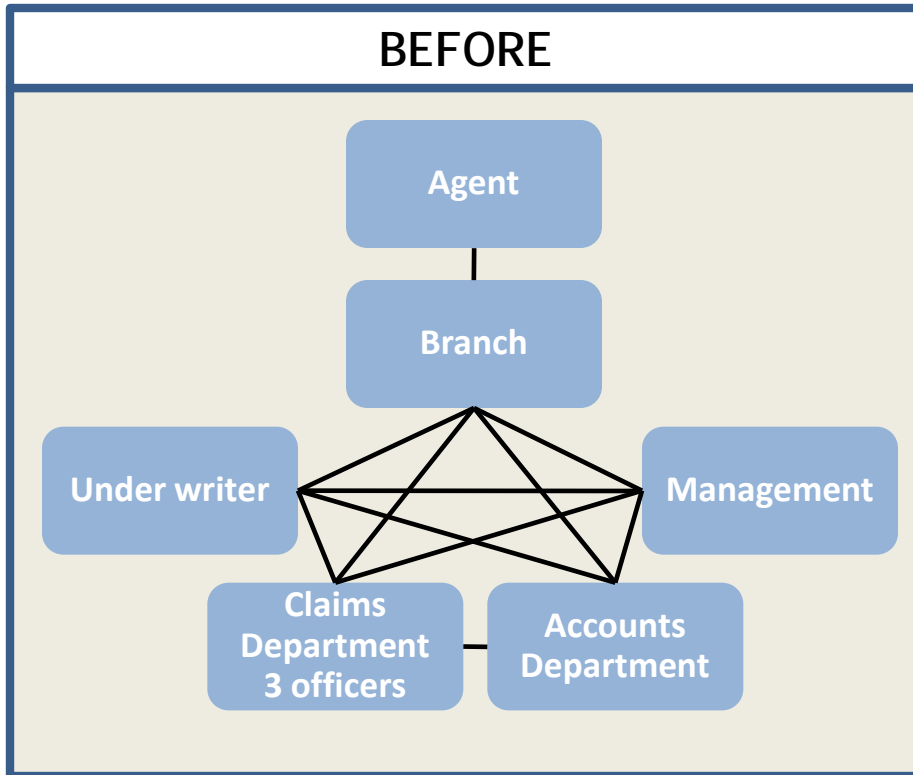 BEFORE
Agent
Branch
Under writer
Management
Claims
Department
3 officers
Accounts
Department